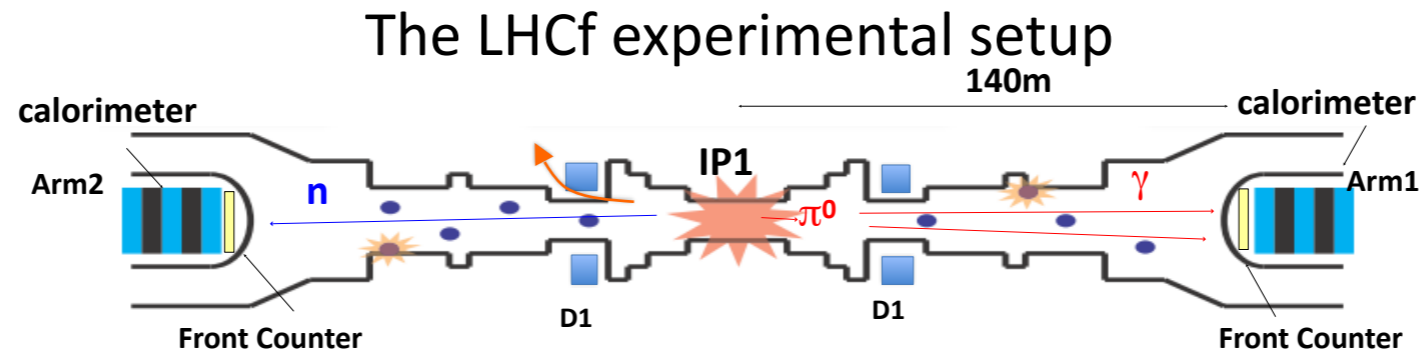 The LHCf experimental setup
140m
calorimeter
calorimeter
Arm2
IP1
Arm1
n
π⁰
γ
D1
D1
Front Counter
Front Counter